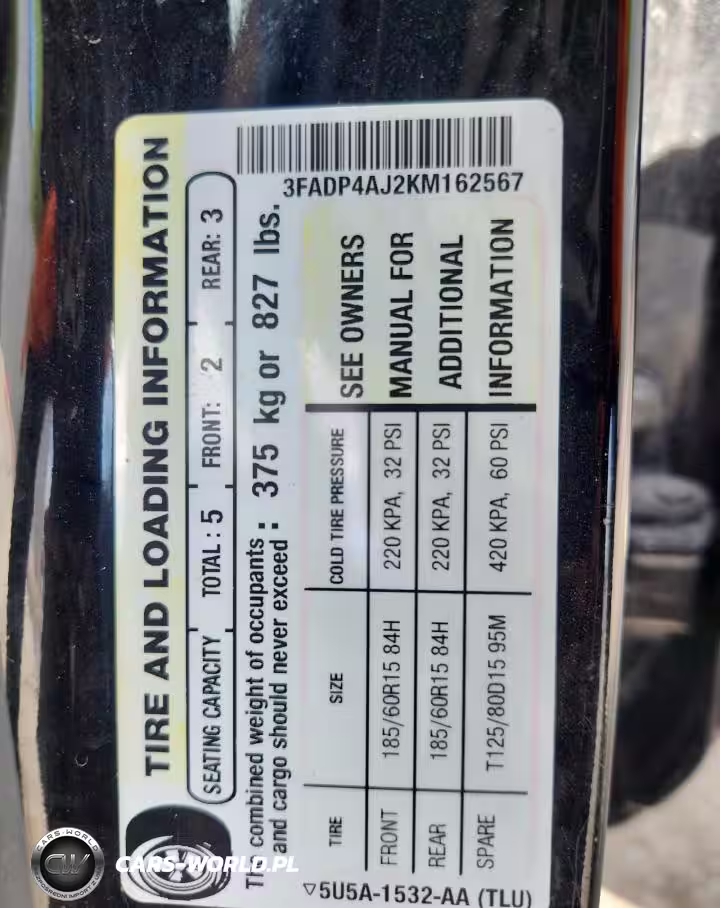 3FADP4AJ2KM162567
TIRE AND LOADING INFORMATION
SEATING CAPACITY TOTAL: 5 FRONT: 2 REAR: 3
The combined weight of occupants
and cargo should never exceed : 375 kg or 827 lbs.
TIRE SIZE COLD TIRE PRESSURE
FRONT 185/60R15 84H 220 KPA, 32 PSI
REAR 185/60R15 84H 220 KPA, 32 PSI
SPARE T125/80D15 95M 420 KPA, 60 PSI
SEE OWNERS
MANUAL FOR
ADDITIONAL
INFORMATION
▽5U5A-1532-AA (TLU)
CARS-WORLD
CW
CARS-WORLD.PL